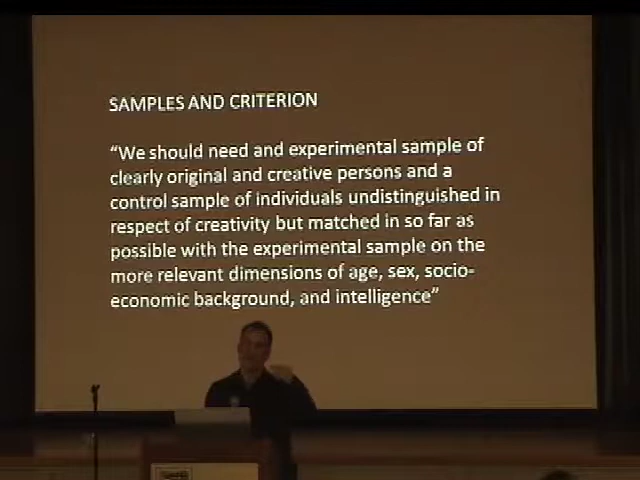 SAMPLES AND CRITERION
“We should need and experimental sample of
clearly original and creative persons and a
control sample of individuals undistinguished in
respect of creativity but matched in so far as
possible with the experimental sample on the
more relevant dimensions of age, sex, socio-
economic background, and intelligence”